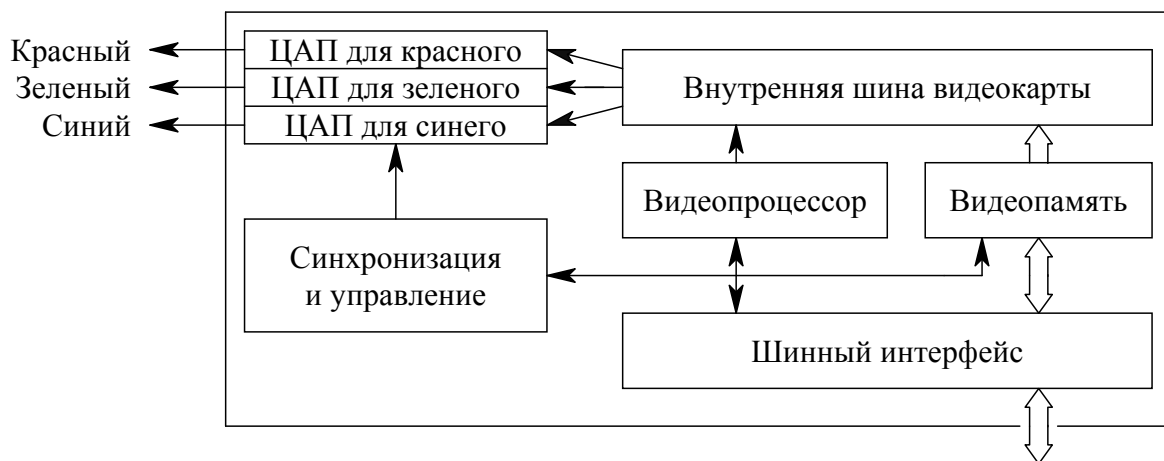 Красный
Зеленый
Синий
ЦАП для красного
ЦАП для зеленого
ЦАП для синего
Внутренняя шина видеокарты
Видеопроцессор
Видеопамять
Синхронизация
и управление
Шинный интерфейс